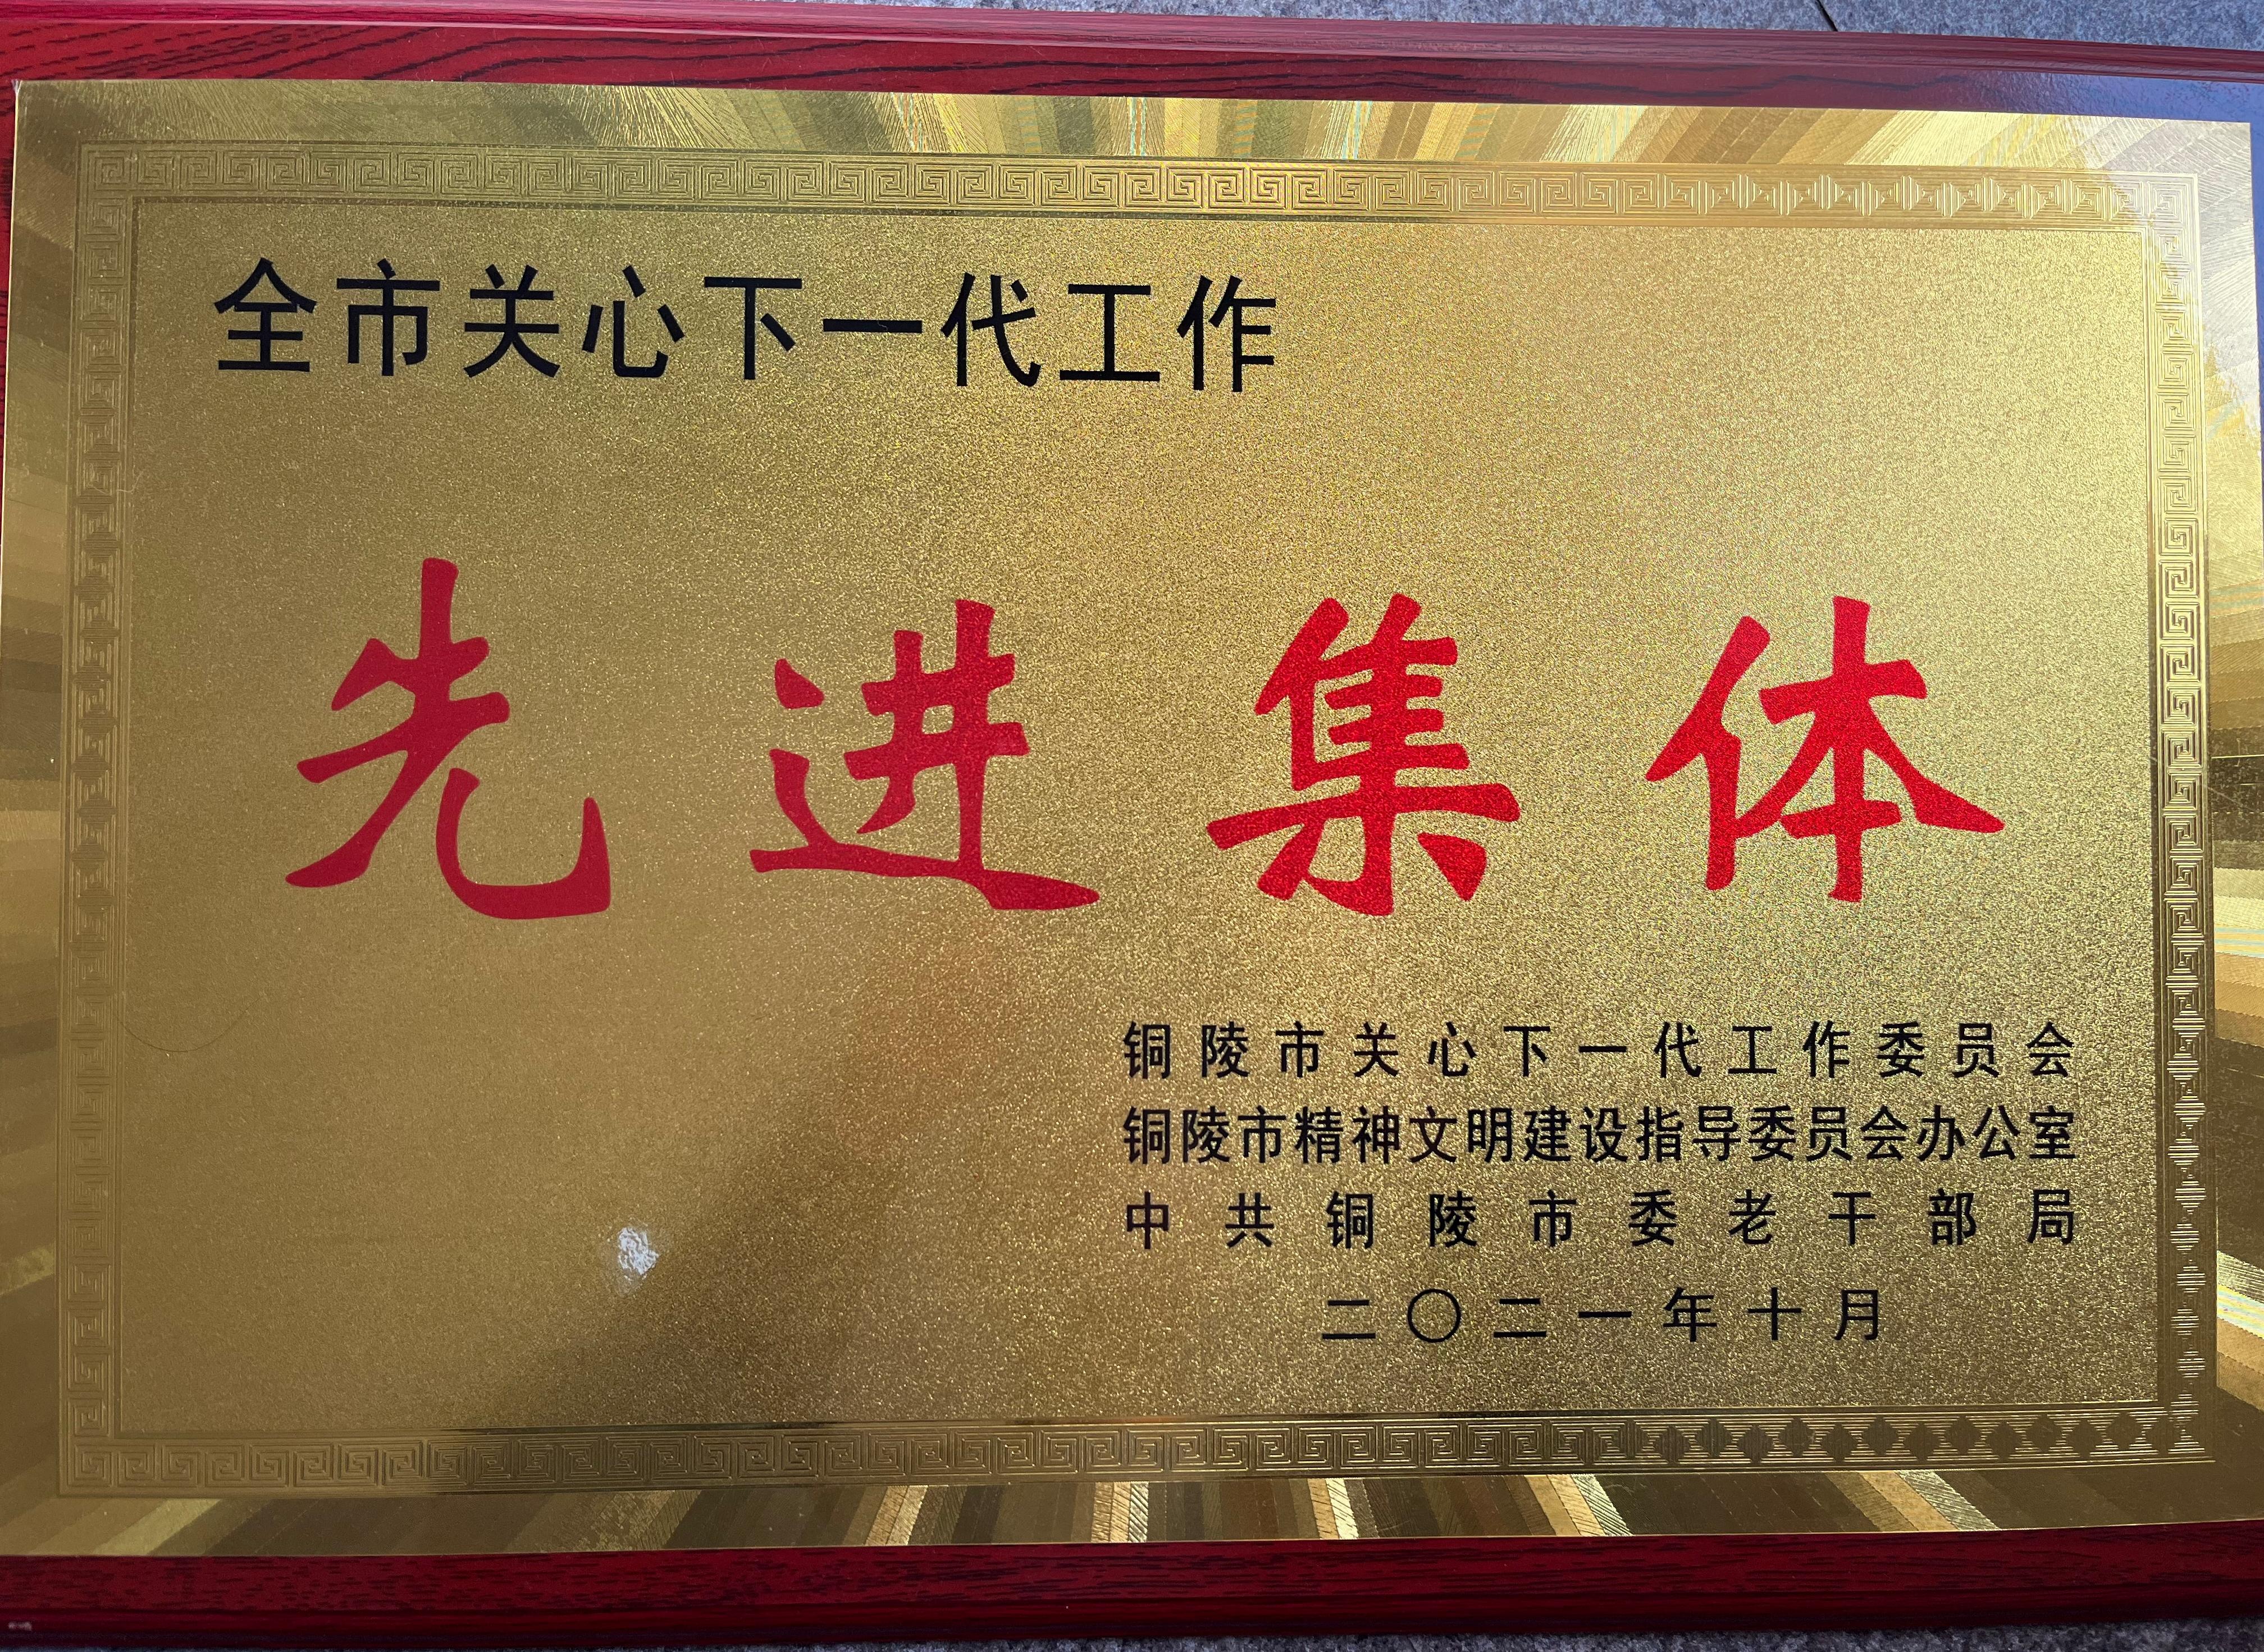 全市关心下一代工作
先进集体
铜陵市关心下一代工作委员会
铜陵市精神文明建设指导委员会办公室
中共铜陵市委老干部局
二〇二一年十月